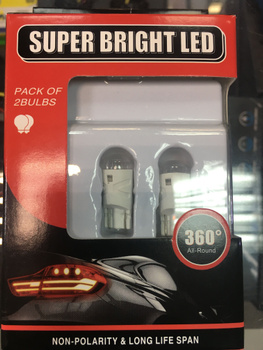 SUPER BRIGHT LED
PACK OF
2BULBS
360°
All-Round
NON-POLARITY & LONG LIFE SPAN